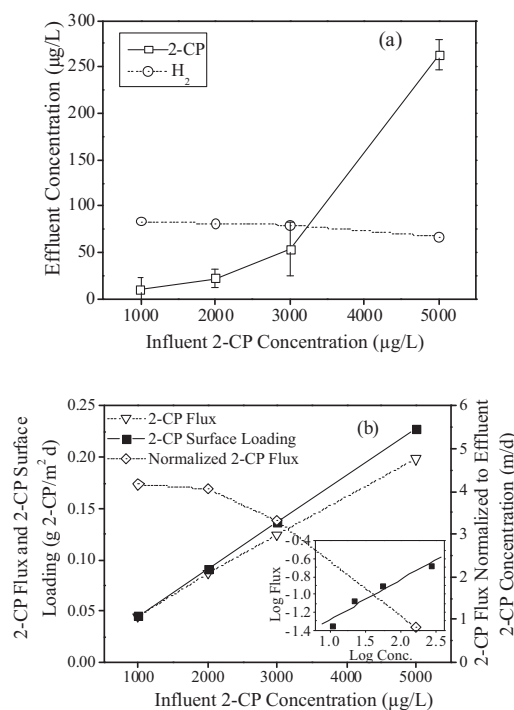 (a)
2-CP
H2
300
250
200
150
100
50
0
Effluent Concentration (µg/L)
1000 2000 3000 4000 5000
Influent 2-CP Concentration (µg/L)
(b)
2-CP Flux
2-CP Surface Loading
Normalized 2-CP Flux
0.25
0.20
0.15
0.10
0.05
0.00
2-CP Flux and 2-CP Surface
Loading (g 2-CP/m² d)
6
5
4
3
2
1
0
2-CP Flux Normalized to Effluent
2-CP Concentration (m/d)
-0.4
-0.6
-0.8
-1.0
-1.2
-1.4
Log Flux
1.0 1.5 2.0 2.5
Log Conc.
1000 2000 3000 4000 5000
Influent 2-CP Concentration (µg/L)